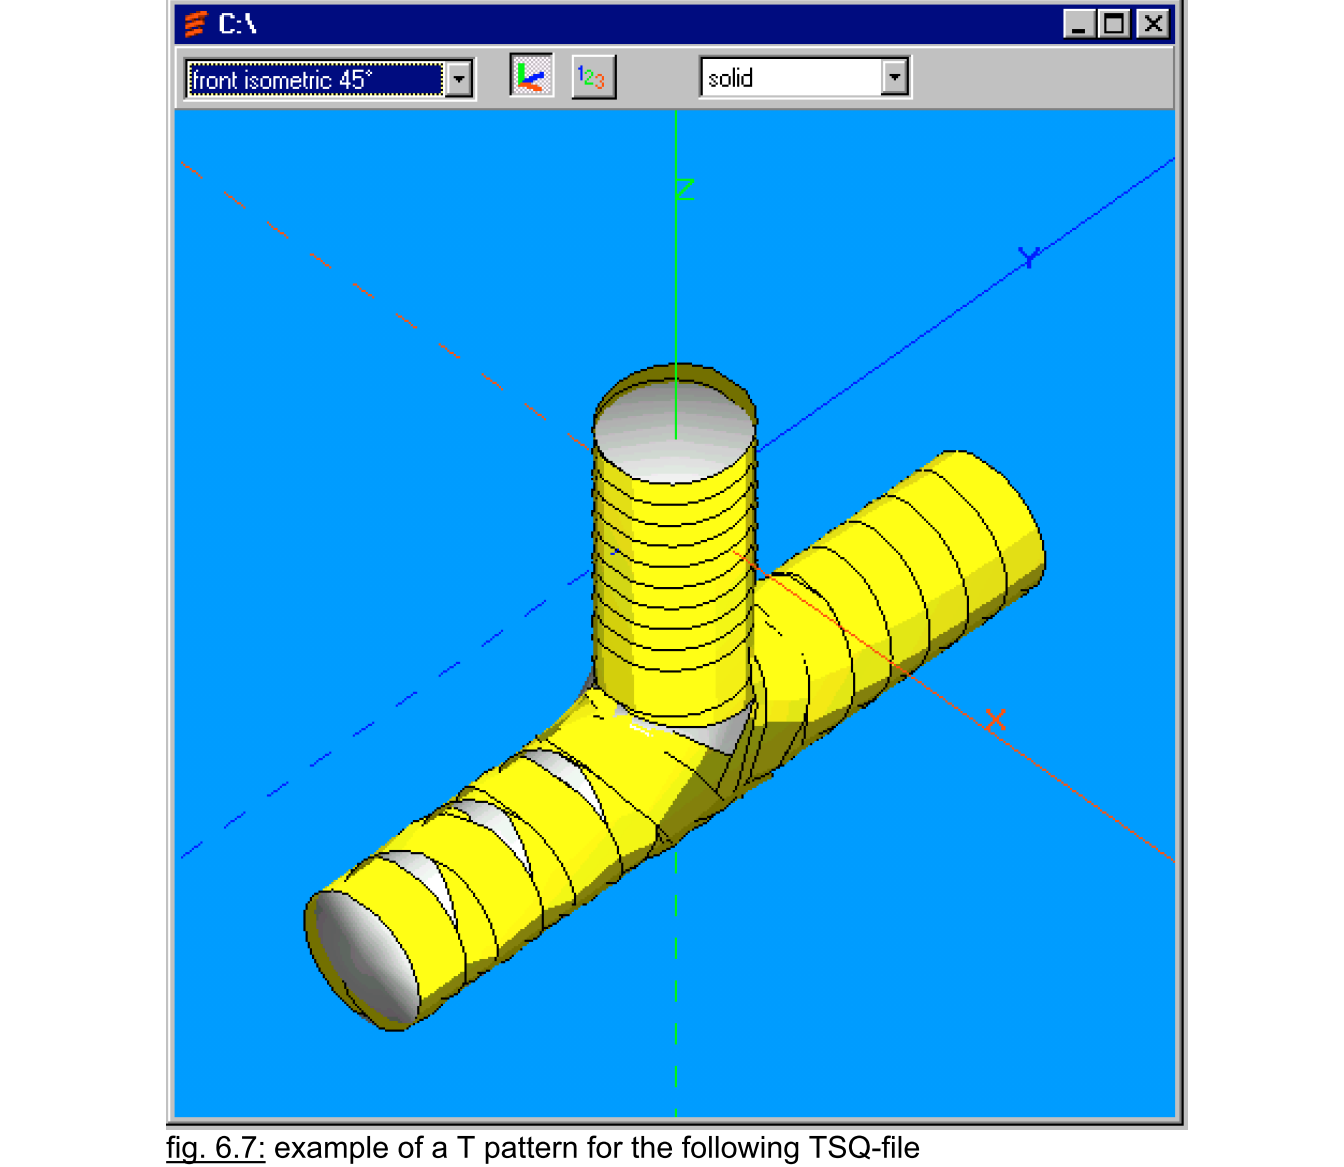 C:\
front isometric 45°
123
solid
Z
Y
X
fig. 6.7: example of a T pattern for the following TSQ-file